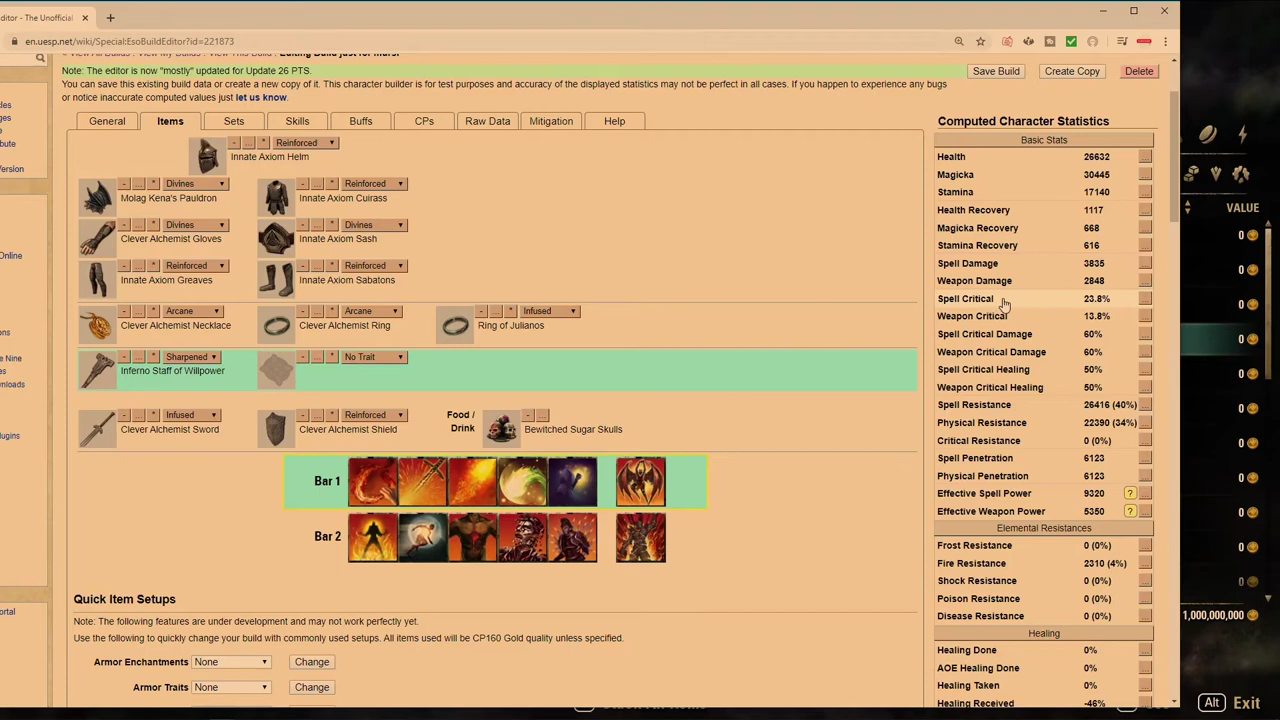 ditor - The Unofficial
en.uesp.net/wiki/Special:EsoBuildEditor?id=221873
Note: The editor is now "mostly" updated for Update 26 PTS.
Save Build
Create Copy
Delete
You can save this existing build data or create a new copy of it. This character builder is for test purposes and accuracy of the displayed statistics may not be perfect in all cases. If you happen to experience any bugs
or notice inaccurate computed values just let us know.
General
Items
Sets
Skills
Buffs
CPs
Raw Data
Mitigation
Help
Reinforced
Innate Axiom Helm
Divines
Molag Kena's Pauldron
Reinforced
Innate Axiom Cuirass
Divines
Clever Alchemist Gloves
Divines
Innate Axiom Sash
Reinforced
Innate Axiom Greaves
Reinforced
Innate Axiom Sabatons
Arcane
Clever Alchemist Necklace
Arcane
Clever Alchemist Ring
Infused
Ring of Julianos
Sharpened
Inferno Staff of Willpower
No Trait
Infused
Clever Alchemist Sword
Reinforced
Clever Alchemist Shield
Food /
Drink
Bewitched Sugar Skulls
Bar 1
Bar 2
Quick Item Setups
Note: The following features are under development and may not work perfectly yet.
Use the following to quickly change your build with commonly used setups. All items used will be CP160 Gold quality unless specified.
Armor Enchantments None Change
Armor Traits None Change
Computed Character Statistics
Basic Stats
Health 26632
Magicka 30445
Stamina 17140
Health Recovery 1117
Magicka Recovery 668
Stamina Recovery 616
Spell Damage 3835
Weapon Damage 2848
Spell Critical 23.8%
Weapon Critical 13.8%
Spell Critical Damage 60%
Weapon Critical Damage 60%
Spell Critical Healing 50%
Weapon Critical Healing 50%
Spell Resistance 26416 (40%)
Physical Resistance 22390 (34%)
Critical Resistance 0 (0%)
Spell Penetration 6123
Physical Penetration 6123
Effective Spell Power 9320 ?
Effective Weapon Power 5350 ?
Elemental Resistances
Frost Resistance 0 (0%)
Fire Resistance 2310 (4%)
Shock Resistance 0 (0%)
Poison Resistance 0 (0%)
Disease Resistance 0 (0%)
Healing
Healing Done 0%
AOE Healing Done 0%
Healing Taken 0%
Healing Received -46%
VALUE
0
0
0
0
0
0
0
0
0
1,000,000,000
Alt Exit